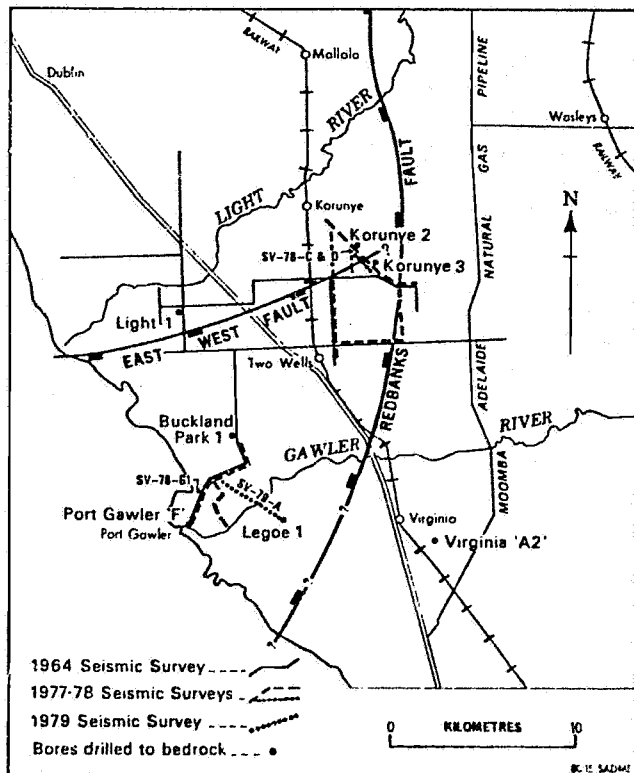 RAILWAY
Mallala
Dublin
PIPELINE
Wasleys
RAILWAY
RIVER
LIGHT
FAULT
GAS
Korunye
N
Korunye 2
SV-78-C & D
?
Korunye 3
NATURAL
Light 1
EAST WEST FAULT
Two Wells
REDBANKS
ADELAIDE
Buckland
Park 1
GAWLER
RIVER
SV-78-B1
SV-78-A
MOOMBA
Port Gawler 'F'
Port Gawler
Legoe 1
Virginia
Virginia 'A2'
?
?
?
1964 Seismic Survey
1977-78 Seismic Surveys
1979 Seismic Survey
Bores drilled to bedrock
0 KILOMETRES 10
SADME